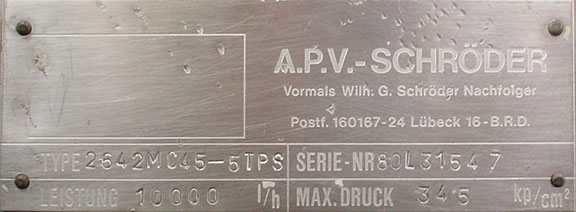 A.P.V.-SCHRÖDER
Vormals Wilh. G. Schröder Nachfolger
Postf. 160167-24 Lübeck 16-B.R.D.
TYPE 2642MC45-5TPS SERIE-NR 80L31547
LEISTUNG 10000 l/h MAX. DRUCK 345 kp/cm²